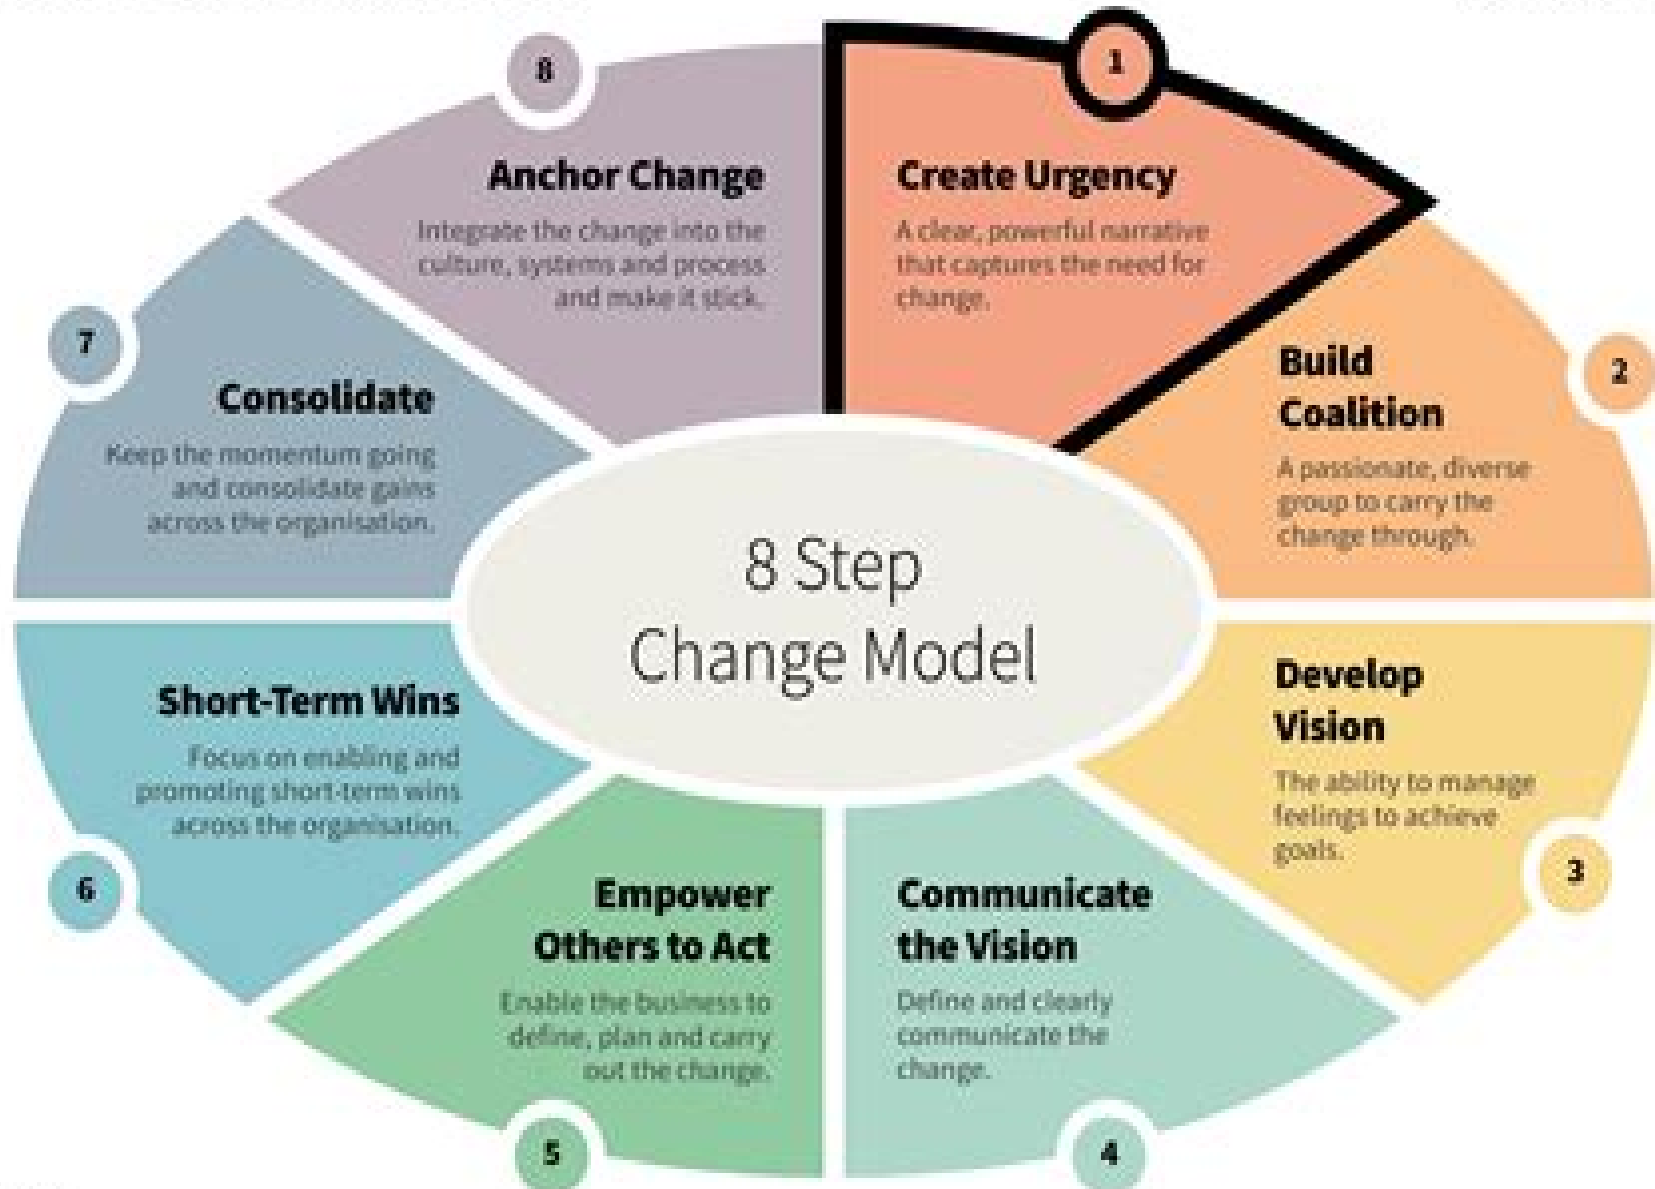 8 Step
Change Model
1
Create Urgency
A clear, powerful narrative
that captures the need for
change.
2
Build
Coalition
A passionate, diverse
group to carry the
change through.
3
Develop
Vision
The ability to manage
feelings to achieve
goals.
4
Communicate
the Vision
Define and clearly
communicate the
change.
5
Empower
Others to Act
Enable the business to
define, plan and carry
out the change.
6
Short-Term Wins
Focus on enabling and
promoting short-term wins
across the organisation.
7
Consolidate
Keep the momentum going
and consolidate gains
across the organisation.
8
Anchor Change
Integrate the change into the
culture, systems and process
and make it stick.